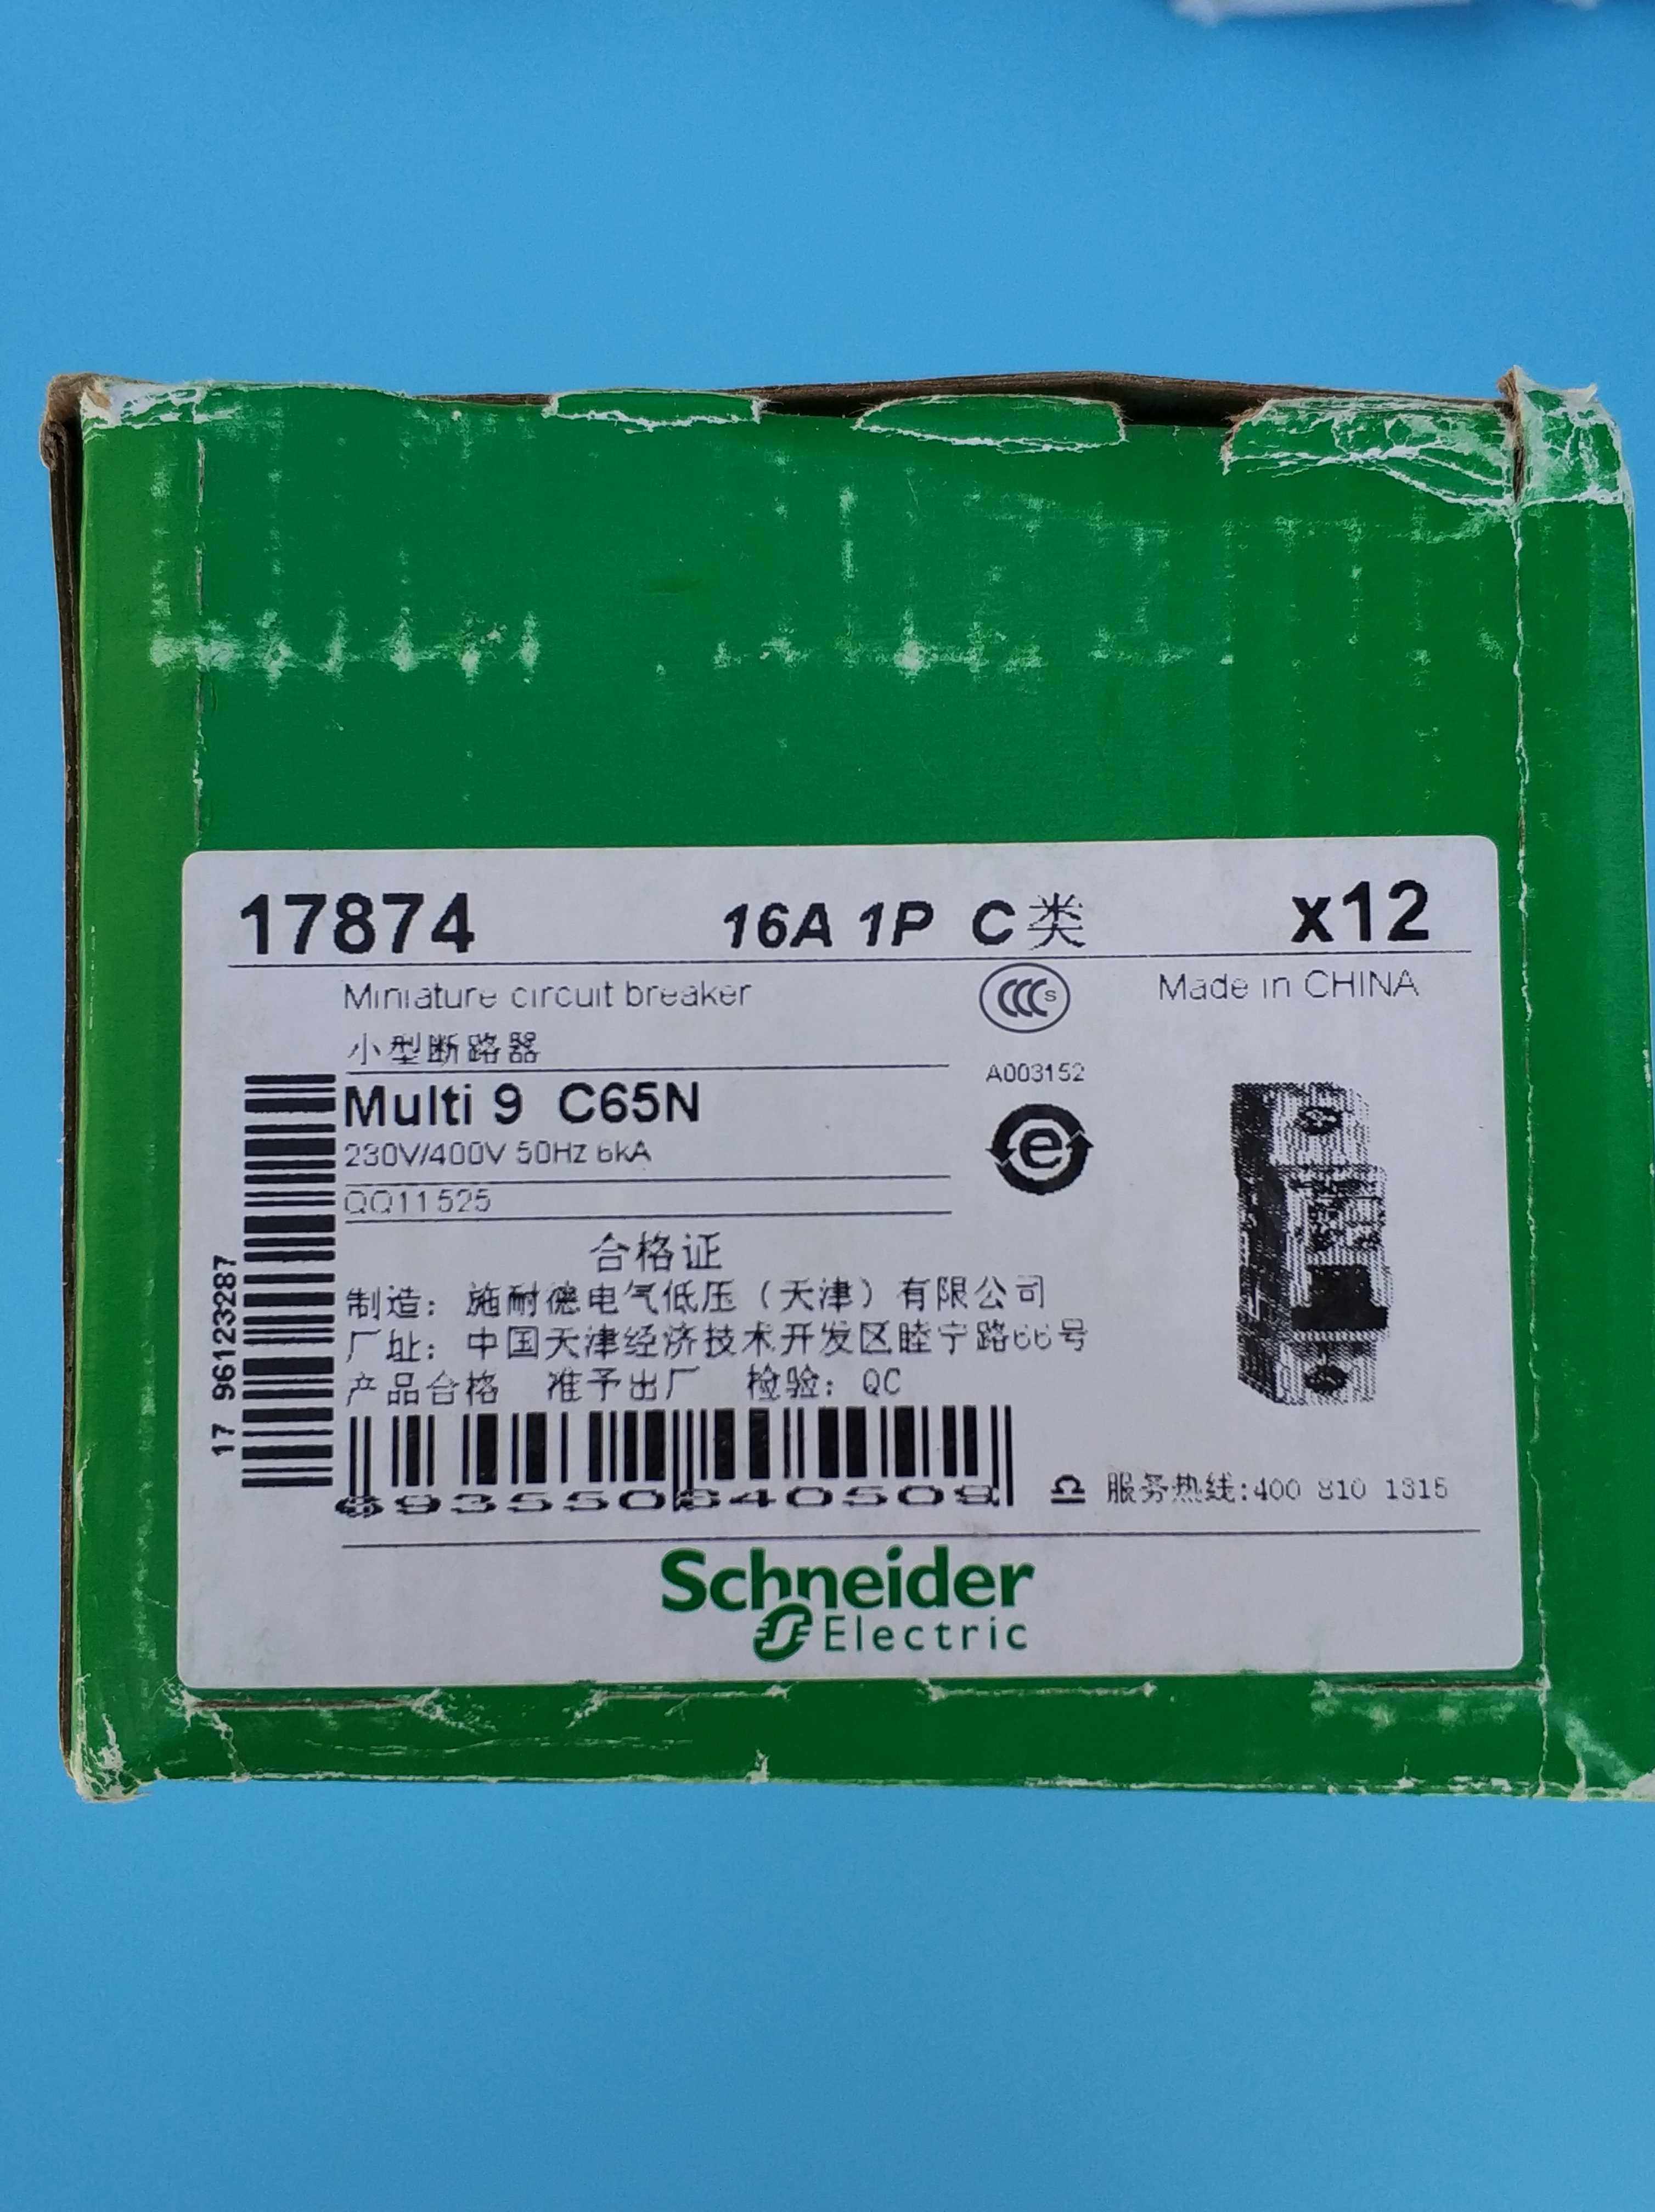 17874 16A 1P C类 x12
Miniature circuit breaker CCC S Made in CHINA
小型断路器
A003152
Multi 9 C65N
e
230V/400V 50Hz 6kA
QQ11525
合格证
制造：施耐德电气低压（天津）有限公司
厂址：中国天津经济技术开发区睦宁路66号
产品合格 准予出厂 检验：QC
17 96123287
6935506405098
服务热线:400 810 1315
Schneider
Electric